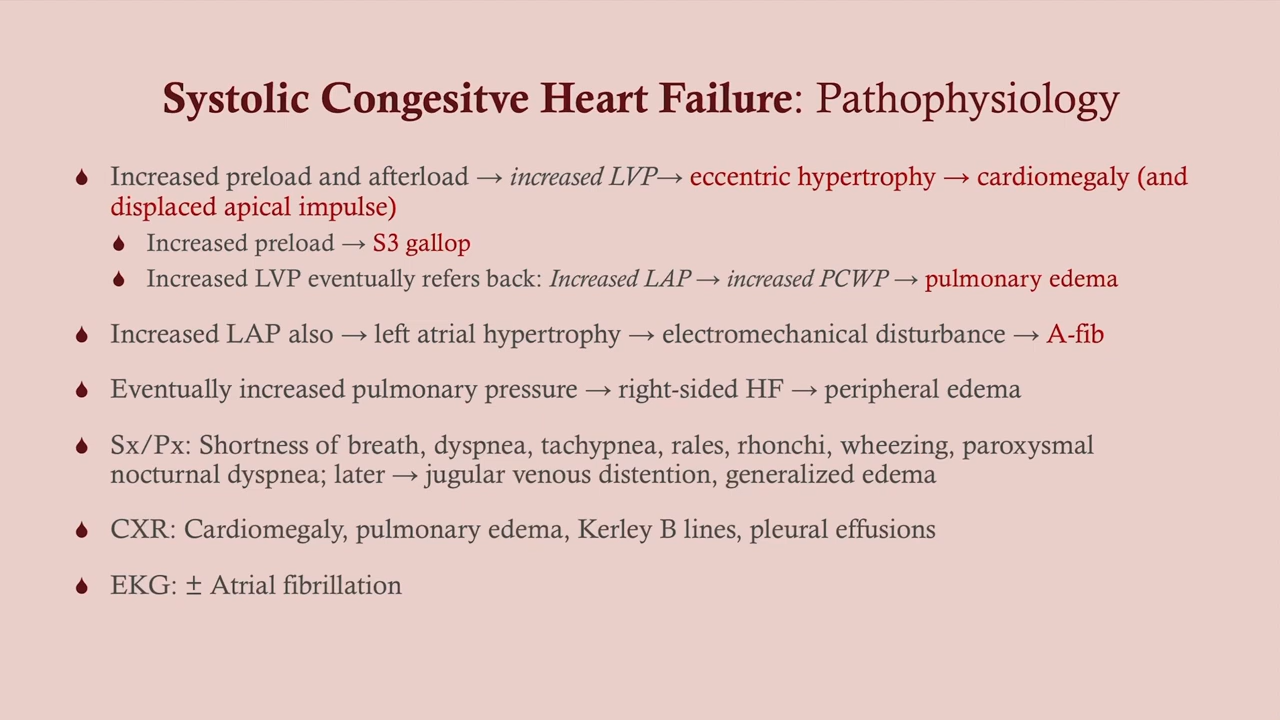 Systolic Congesitve Heart Failure: Pathophysiology
Increased preload and afterload → increased LVP→ eccentric hypertrophy → cardiomegaly (and
displaced apical impulse)
Increased preload → S3 gallop
Increased LVP eventually refers back: Increased LAP → increased PCWP → pulmonary edema
Increased LAP also → left atrial hypertrophy → electromechanical disturbance → A-fib
Eventually increased pulmonary pressure → right-sided HF → peripheral edema
Sx/Px: Shortness of breath, dyspnea, tachypnea, rales, rhonchi, wheezing, paroxysmal
nocturnal dyspnea; later → jugular venous distention, generalized edema
CXR: Cardiomegaly, pulmonary edema, Kerley B lines, pleural effusions
EKG: ± Atrial fibrillation